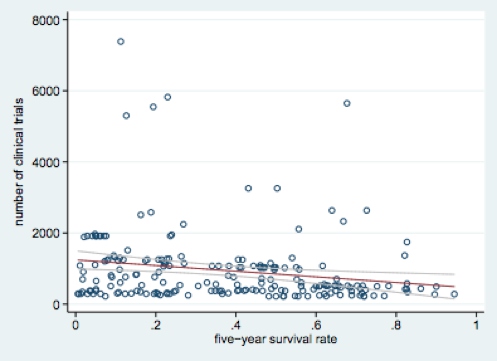 8000
6000
4000
2000
0
number of clinical trials
0 .2 .4 .6 .8 1
five-year survival rate